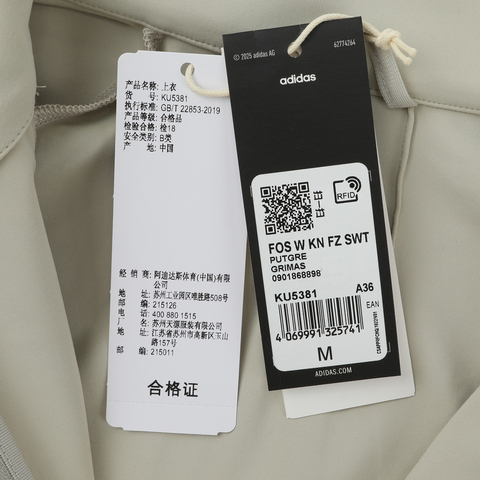 产品名称: 上衣
货 号: KU5381
执行标准: GB/T 22853-2019
产品等级: 合格品
检验合格: 检18
安全类别: B类
产 地: 中国
经 销 商: 阿迪达斯体育(中国)有限
公司
地 址: 苏州工业园区唯胜路508号
邮 编: 215126
电 话: 400 880 1515
制 造 商: 苏州天源服装有限公司
地 址: 江苏省苏州市高新区玉山
路157号
邮 编: 215011
合格证
© 2025 adidas AG
62774264
adidas
RFID
FOS W KN FZ SWT
PUTGRE
GRIMAS
0901868898
KU5381
A36
EAN
4 069991 325741
M
ADIDAS.COM